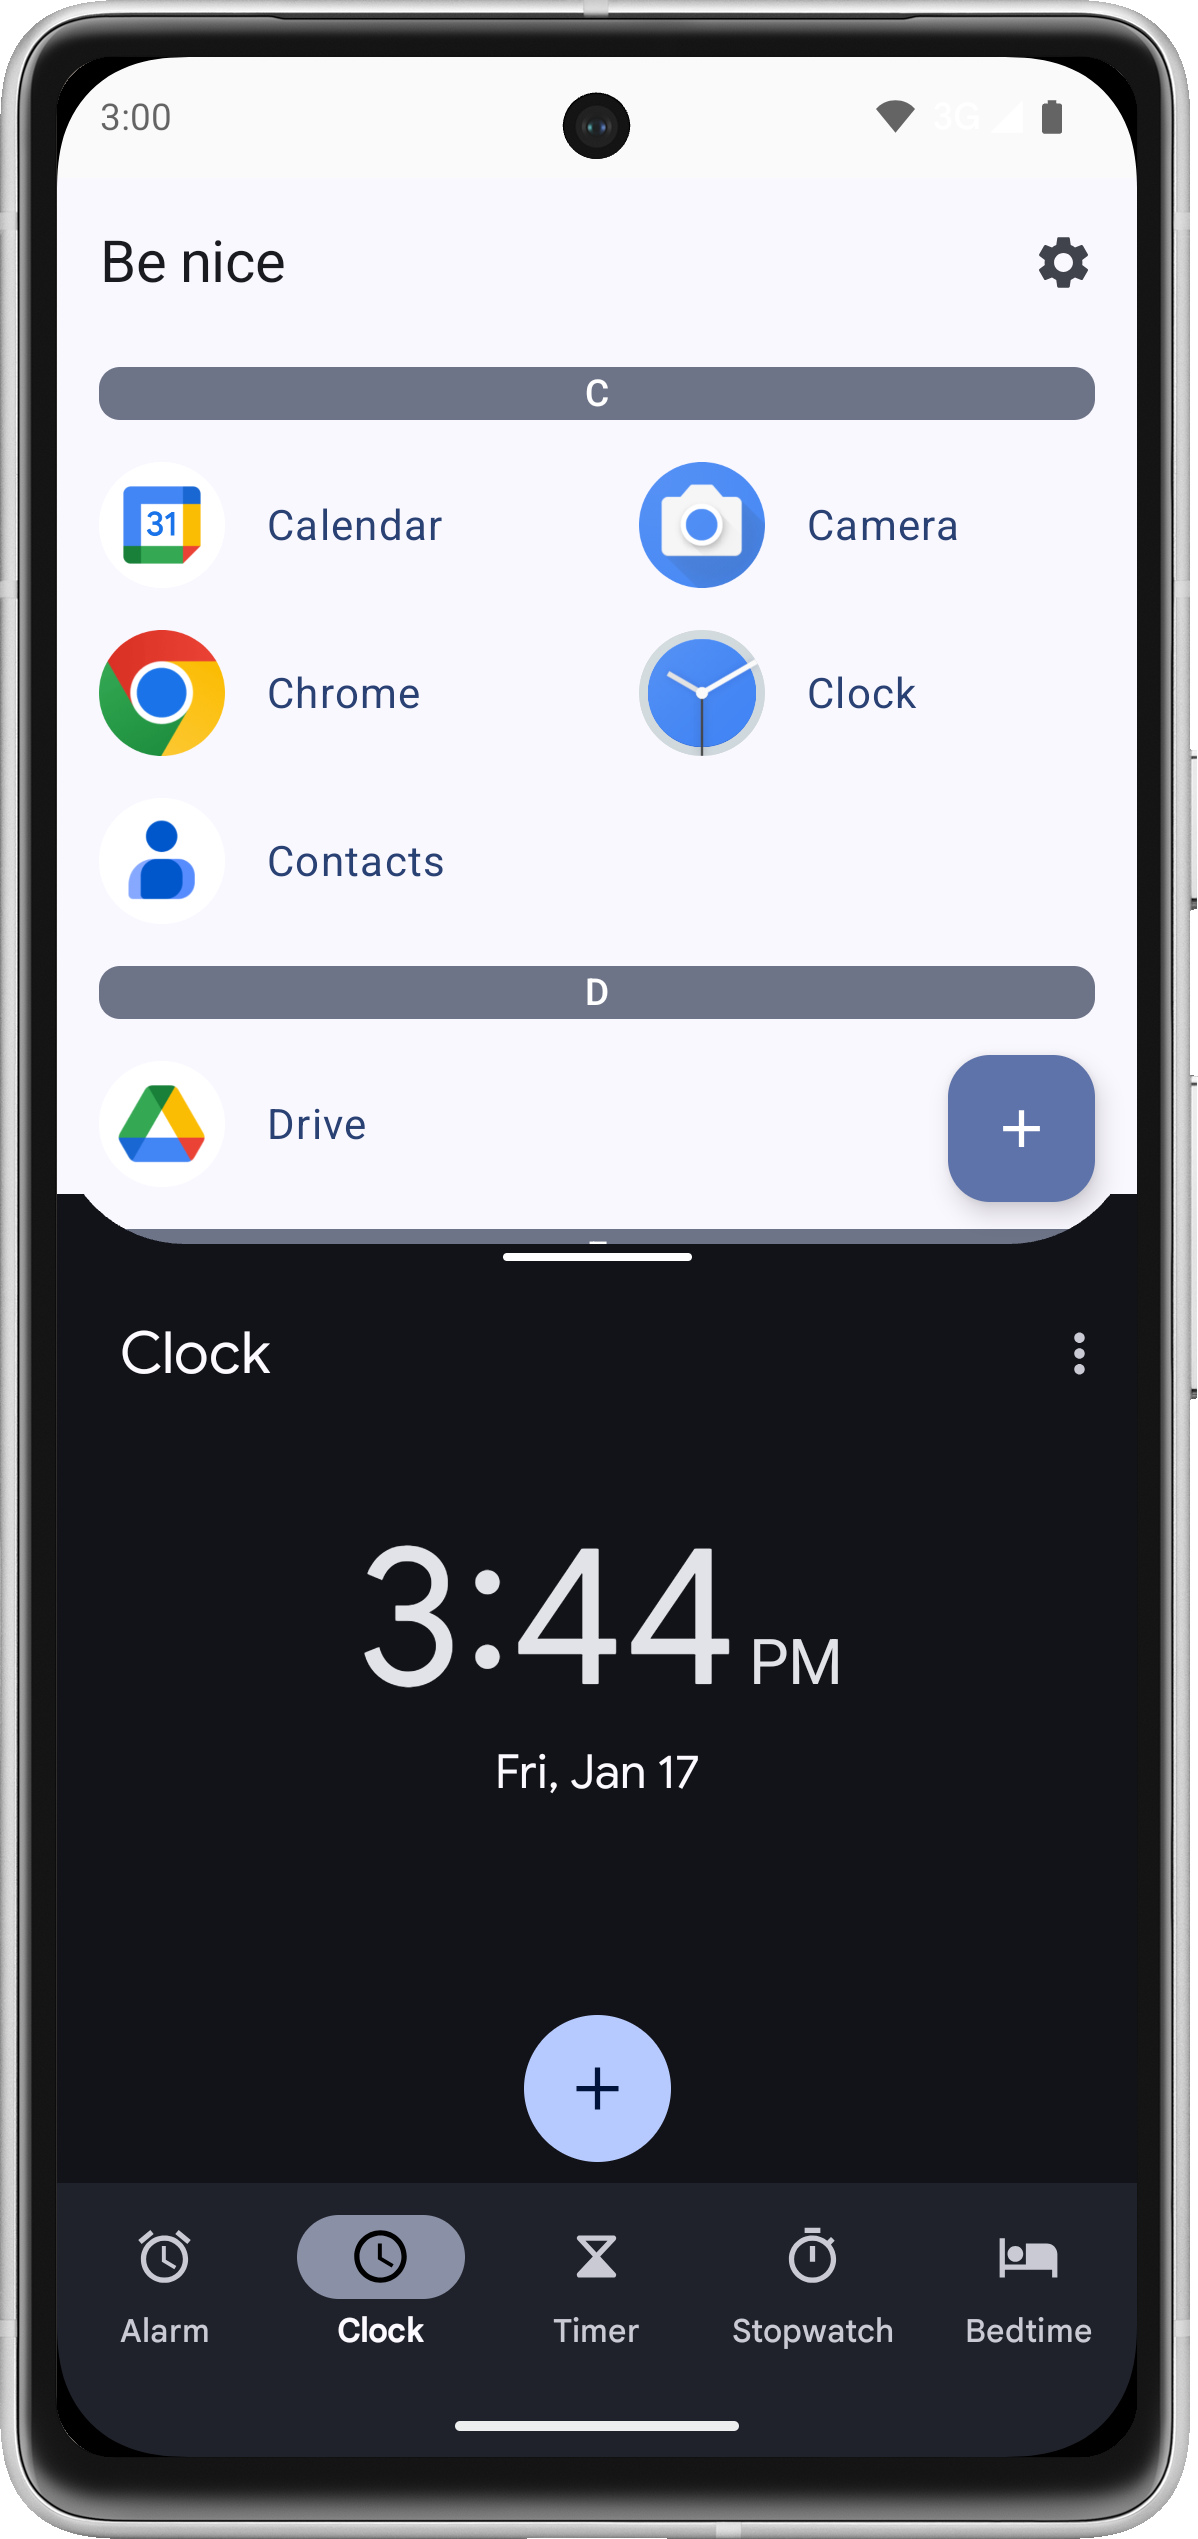 3:00 3G
Be nice
C
31 Calendar Camera
Chrome Clock
Contacts
D
Drive
Clock
3:44 PM
Fri, Jan 17
Alarm Clock Timer Stopwatch Bedtime